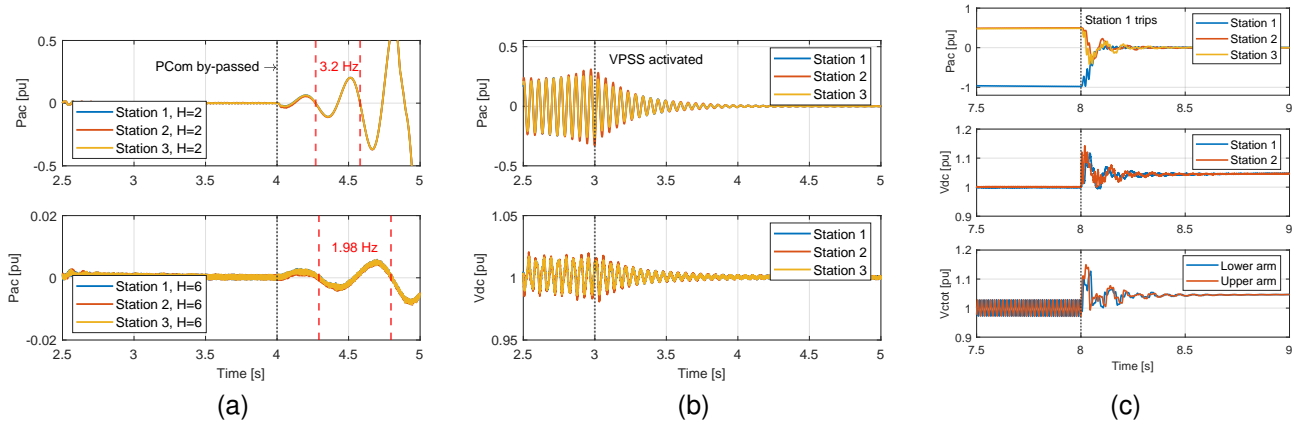 0.5
0
-0.5
Pac [pu]
PCom by-passed →
3.2 Hz
Station 1, H=2
Station 2, H=2
Station 3, H=2
2.5 3 3.5 4 4.5 5
0.02
0
-0.02
Pac [pu]
1.98 Hz
Station 1, H=6
Station 2, H=6
Station 3, H=6
2.5 3 3.5 4 4.5 5
Time [s]
(a)
0.5
0
-0.5
Pac [pu]
VPSS activated
Station 1
Station 2
Station 3
2.5 3 3.5 4 4.5 5
1.05
1
0.95
Vdc [pu]
Station 1
Station 2
Station 3
2.5 3 3.5 4 4.5 5
Time [s]
(b)
1
0
-1
Pac [pu]
Station 1 trips
Station 1
Station 2
Station 3
7.5 8 8.5 9
1.2
1.1
1
0.9
Vdc [pu]
Station 1
Station 2
7.5 8 8.5 9
1.2
1.1
1
0.9
Vctot [pu]
Lower arm
Upper arm
7.5 8 8.5 9
Time [s]
(c)